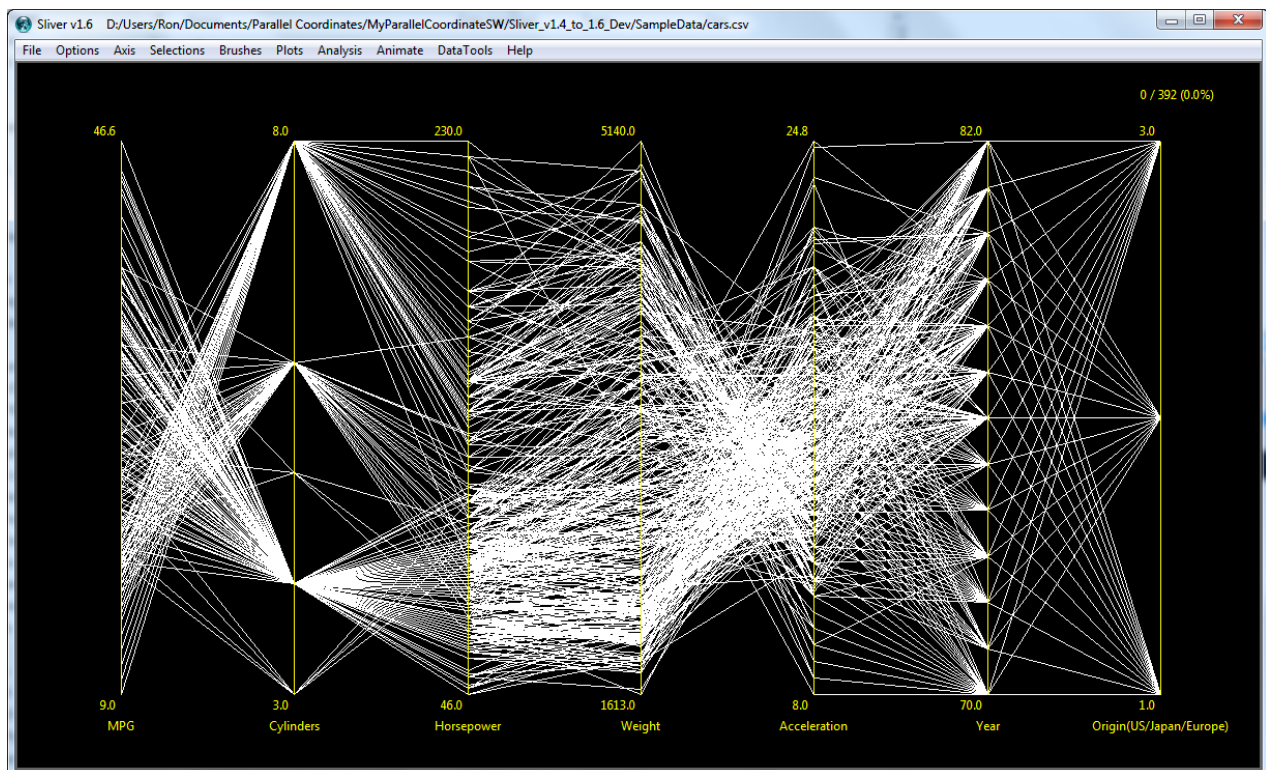 Sliver v1.6 D:/Users/Ron/Documents/Parallel Coordinates/MyParallelCoordinateSW/Sliver_v1.4_to_1.6_Dev/SampleData/cars.csv
File Options Axis Selections Brushes Plots Analysis Animate DataTools Help
0 / 392 (0.0%)
46.6 8.0 230.0 5140.0 24.8 82.0 3.0
9.0 3.0 46.0 1613.0 8.0 70.0 1.0
MPG Cylinders Horsepower Weight Acceleration Year Origin(US/Japan/Europe)